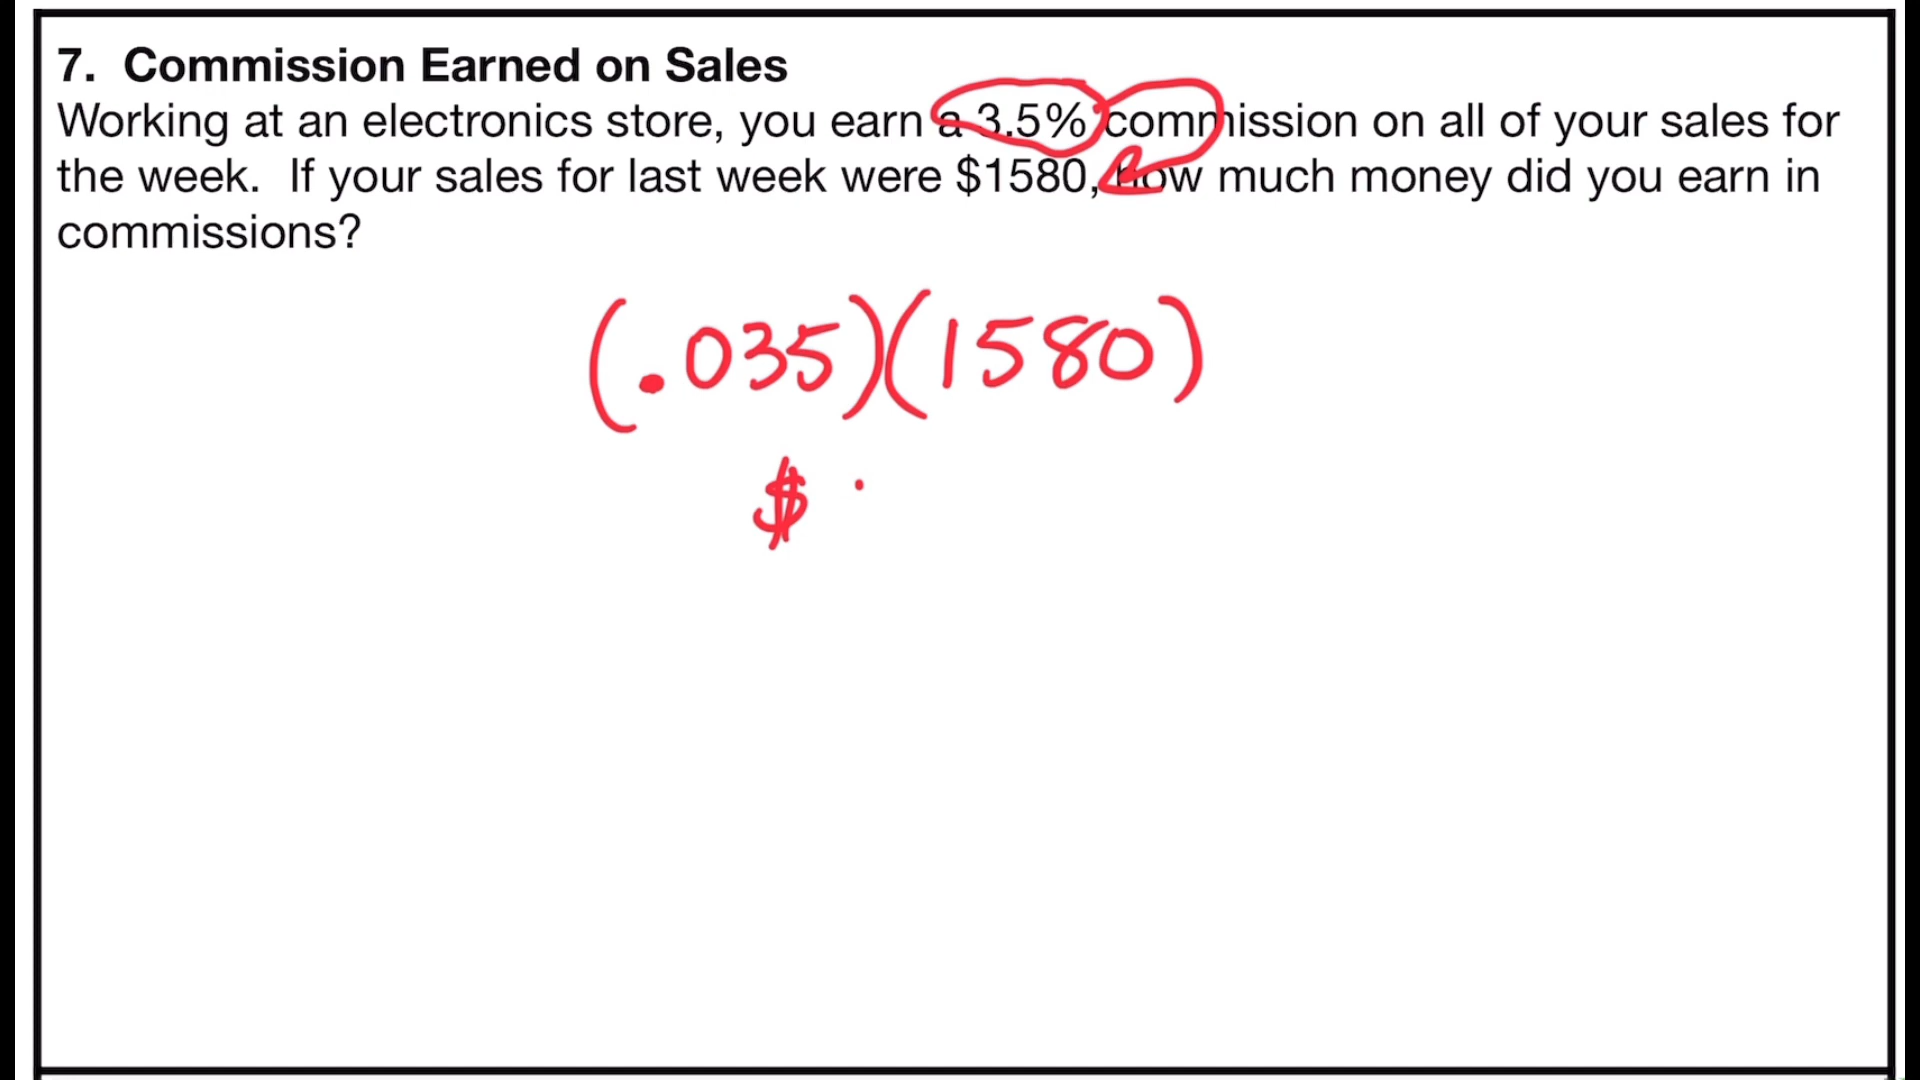 7. Commission Earned on Sales
Working at an electronics store, you earn a 3.5% commission on all of your sales for
the week. If your sales for last week were $1580, how much money did you earn in
commissions?
(.035)(1580)
$